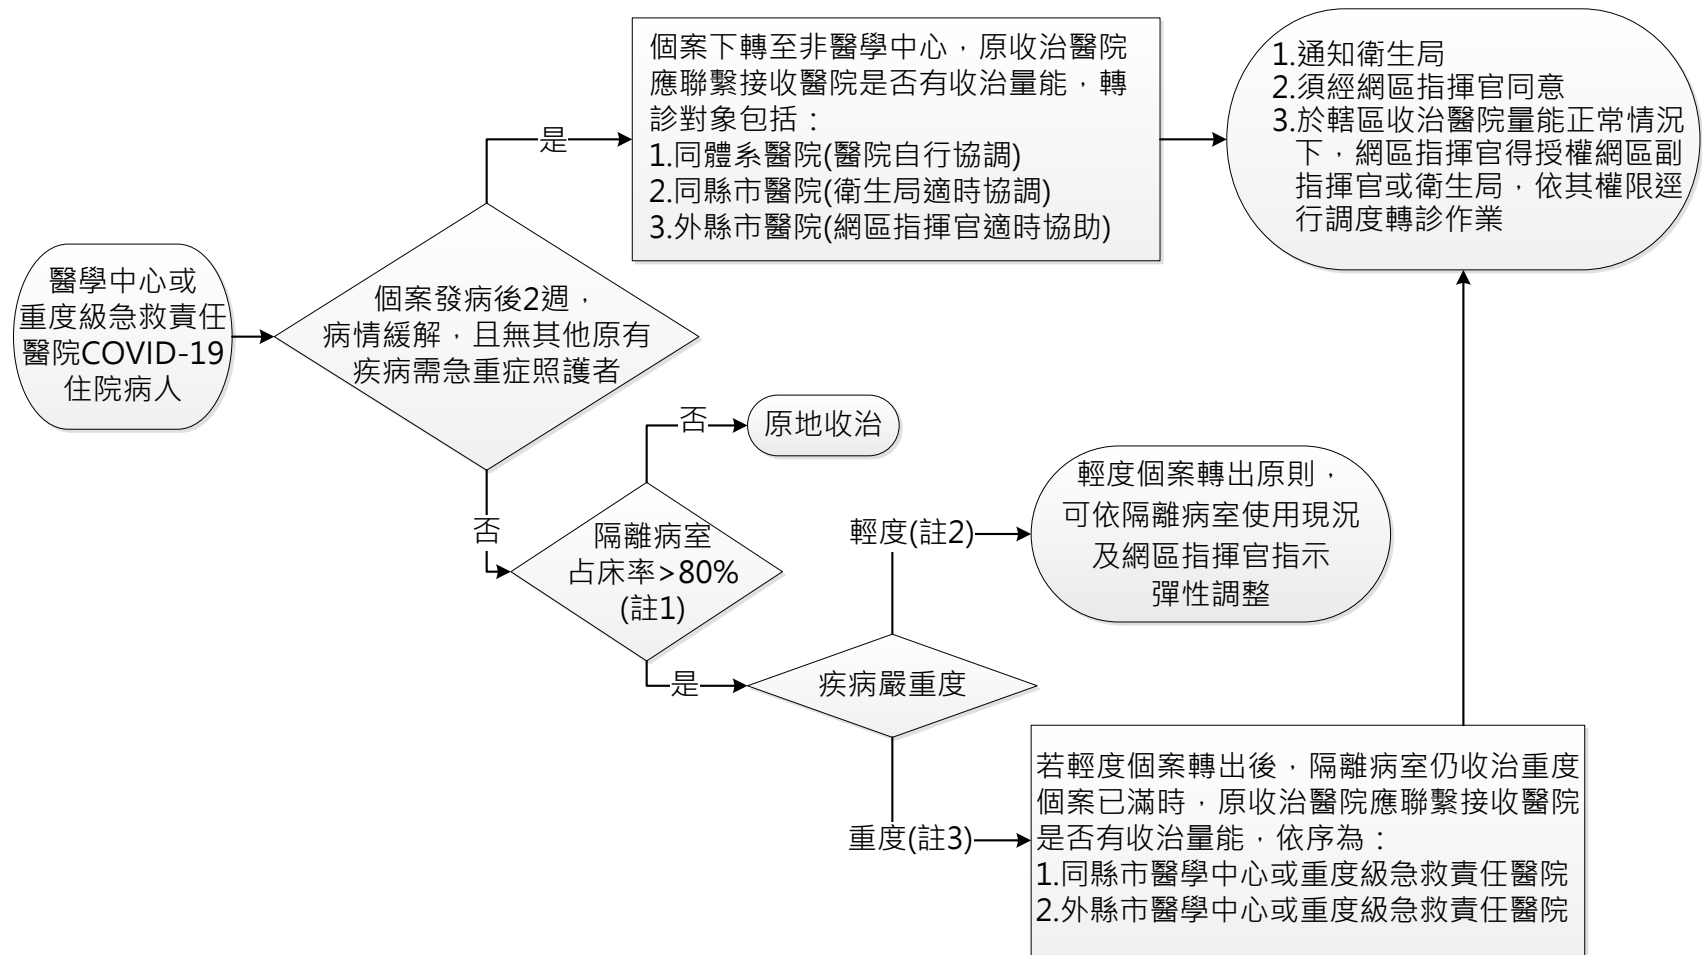 醫學中心或
重度級急救責任
醫院COVID-19
住院病人
個案發病後2週，
病情緩解，且無其他原有
疾病需急重症照護者
是
個案下轉至非醫學中心，原收治醫院
應聯繫接收醫院是否有收治量能，轉
診對象包括：
1.同體系醫院(醫院自行協調)
2.同縣市醫院(衛生局適時協調)
3.外縣市醫院(網區指揮官適時協助)
1.通知衛生局
2.須經網區指揮官同意
3.於轄區收治醫院量能正常情況
下，網區指揮官得授權網區副
指揮官或衛生局，依其權限逕
行調度轉診作業
否
隔離病室
占床率>80%
(註1)
否
原地收治
是
疾病嚴重度
輕度(註2)
輕度個案轉出原則，
可依隔離病室使用現況
及網區指揮官指示
彈性調整
重度(註3)
若輕度個案轉出後，隔離病室仍收治重度
個案已滿時，原收治醫院應聯繫接收醫院
是否有收治量能，依序為：
1.同縣市醫學中心或重度級急救責任醫院
2.外縣市醫學中心或重度級急救責任醫院